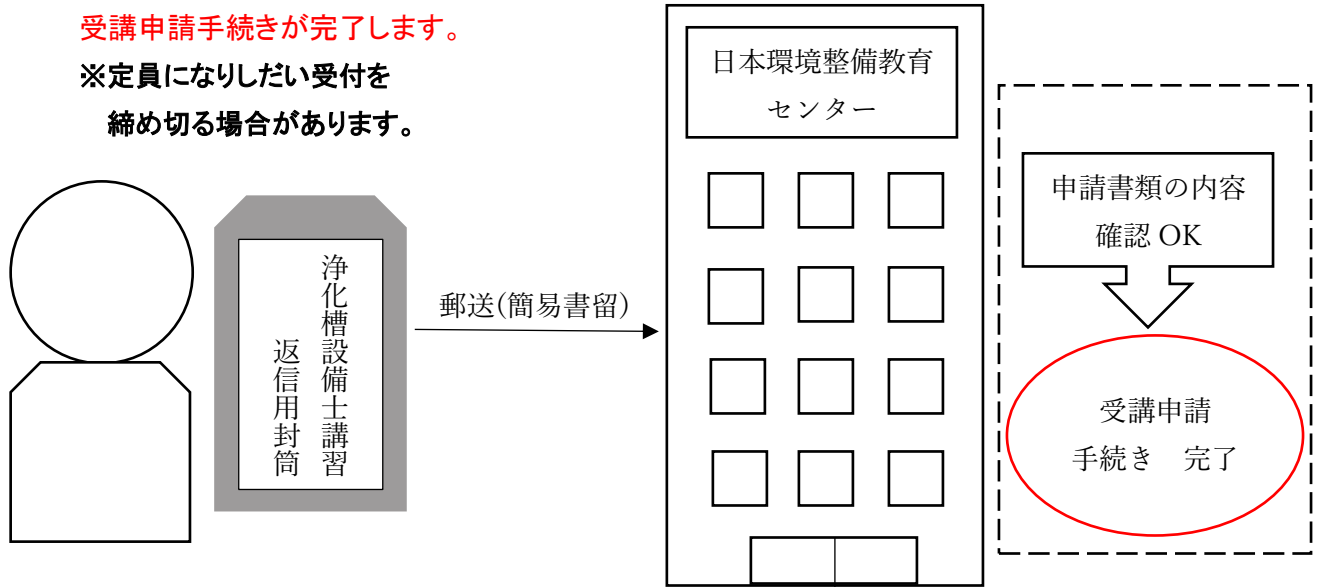 受講申請手続きが完了します。
※定員になりしだい受付を
締め切る場合があります。
浄化槽設備士講習
返信用封筒
郵送(簡易書留)
日本環境整備教育
センター
申請書類の内容
確認 OK
受講申請
手続き　完了